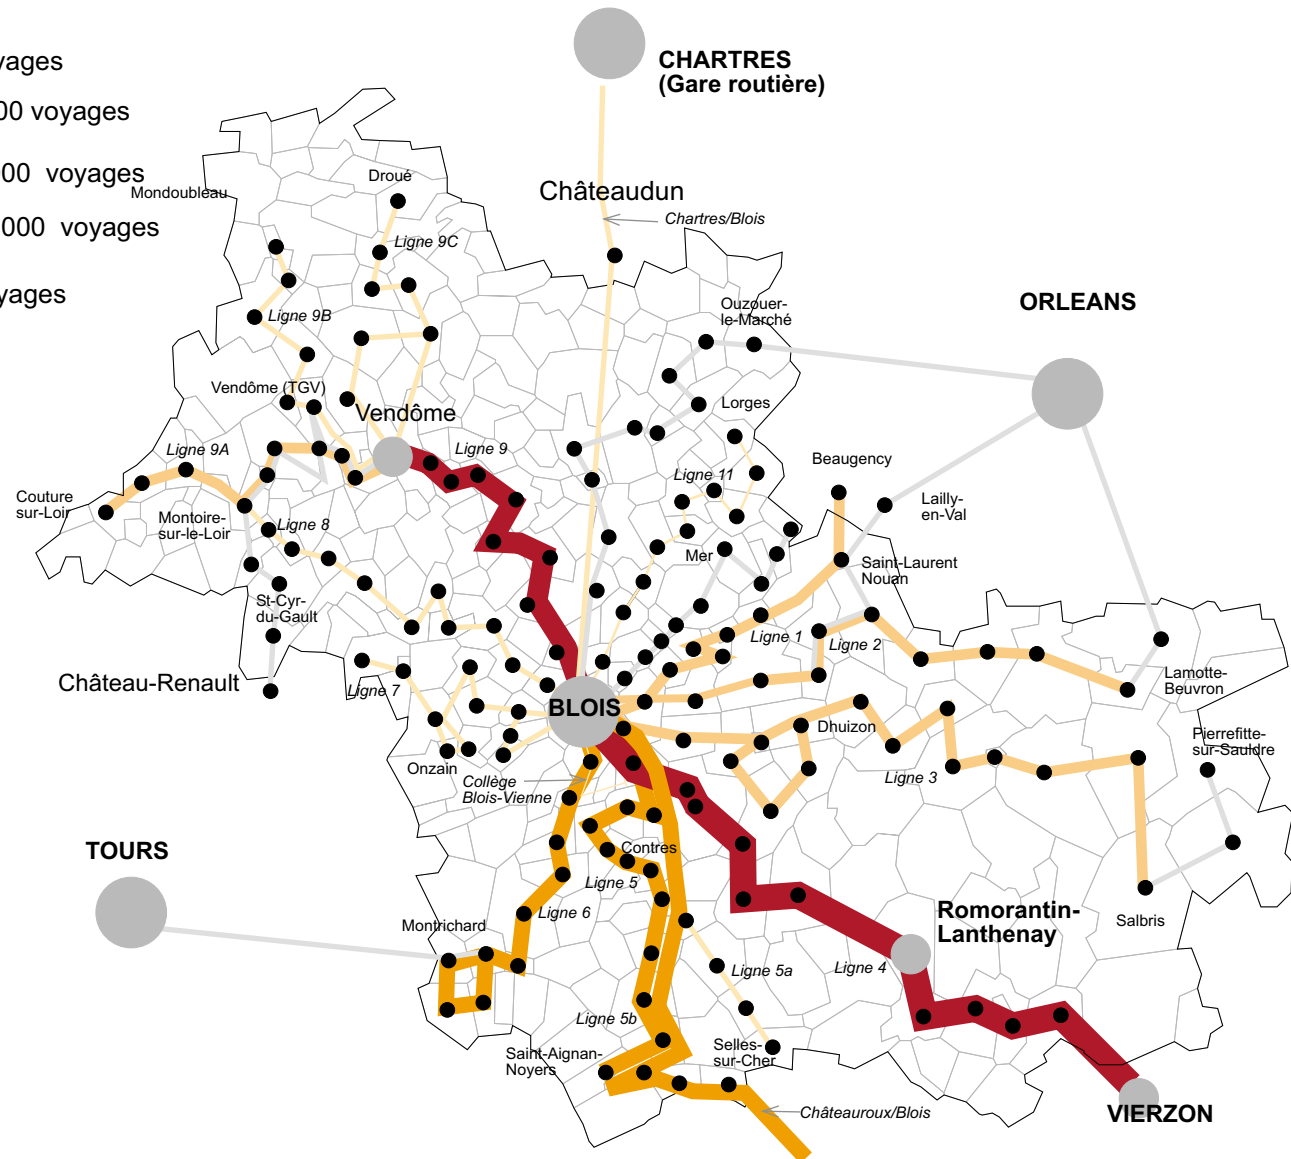 CHARTRES
(Gare routière)
yages
00 voyages
00 voyages
000 voyages
yages
Droué
Mondoubleau
Châteaudun
Chartres/Blois
Ligne 9C
Ouzouer-
le-Marché
ORLEANS
Ligne 9B
Vendôme (TGV)
Vendôme
Lorges
Ligne 9A
Ligne 9
Beaugency
Ligne 11
Couture
sur-Loir
Montoire-
sur-le-Loir
Ligne 8
Lailly-
en-Val
Mer
Saint-Laurent
Nouan
St-Cyr-
du-Gault
Ligne 1
Ligne 2
Château-Renault
Ligne 7
Lamotte-
Beuvron
BLOIS
Dhuizon
Pierrefitte-
sur-Sauldre
Onzain
Collège
Blois-Vienne
Ligne 3
TOURS
Contres
Ligne 5
Ligne 6
Montrichard
Romorantin-
Lanthenay
Salbris
Ligne 5a
Ligne 4
Ligne 5b
Saint-Aignan-
Noyers
Selles-
sur-Cher
Châteauroux/Blois
VIERZON